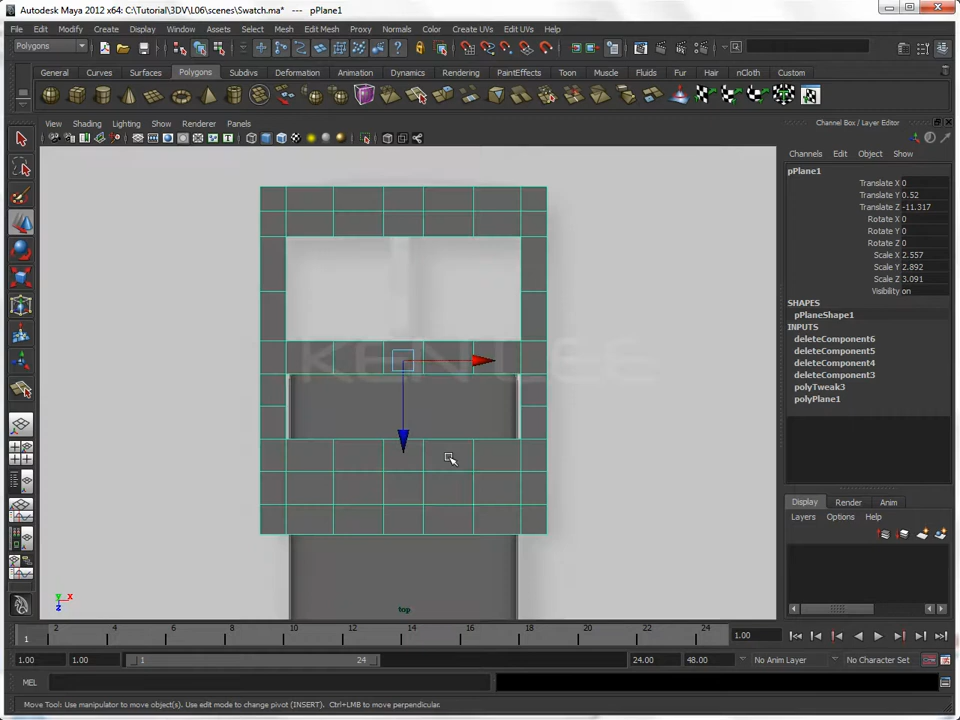 Autodesk Maya 2012 x64: C:\Tutorial\3DV\L06\scenes\Swatch.ma* --- pPlane1
File Edit Modify Create Display Window Assets Select Mesh Edit Mesh Proxy Normals Color Create UVs Edit UVs Help
Polygons
General Curves Surfaces Polygons Subdivs Deformation Animation Dynamics Rendering PaintEffects Toon Muscle Fluids Fur Hair nCloth Custom
View Shading Lighting Show Renderer Panels
Channel Box / Layer Editor
Channels Edit Object Show
pPlane1
Translate X 0
Translate Y 0.52
Translate Z -11.317
Rotate X 0
Rotate Y 0
Rotate Z 0
Scale X 2.557
Scale Y 2.892
Scale Z 3.091
Visibility on
SHAPES
pPlaneShape1
INPUTS
deleteComponent6
deleteComponent5
deleteComponent4
deleteComponent3
polyTweak3
polyPlane1
KEN LEE
Display Render Anim
Layers Options Help
Y X
Z
top
1 2 4 6 8 10 12 14 16 18 20 22 24 1.00
1.00 1.00 1 24 24.00 48.00 No Anim Layer No Character Set
MEL
Move Tool: Use manipulator to move object(s). Use edit mode to change pivot (INSERT). Ctrl+LMB to move perpendicular.